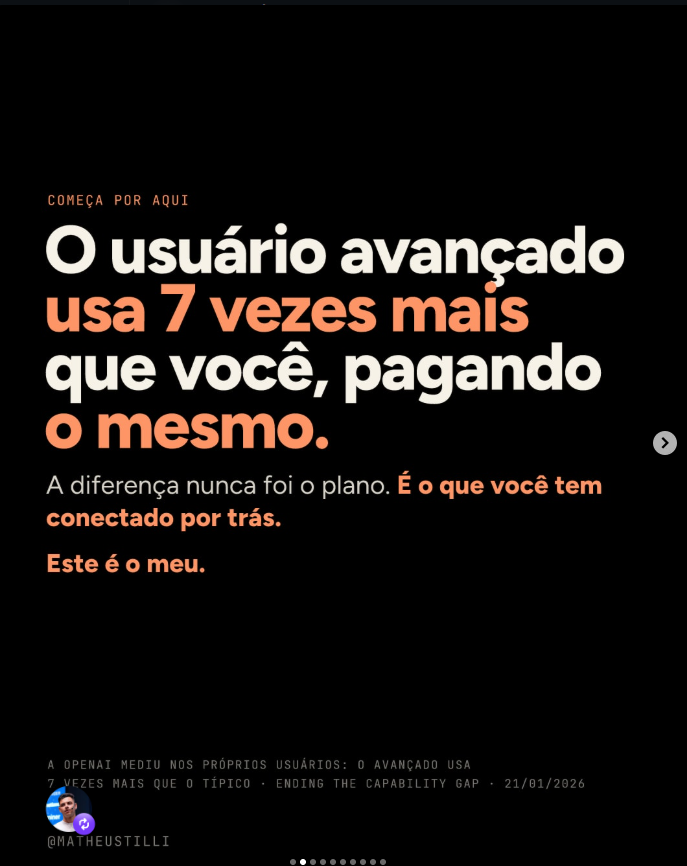 COMEÇA POR AQUI
O usuário avançado
usa 7 vezes mais
que você, pagando
o mesmo.
A diferença nunca foi o plano. É o que você tem
conectado por trás.
Este é o meu.
A OPENAI MEDIU NOS PRÓPRIOS USUÁRIOS: O AVANÇADO USA
7 VEZES MAIS QUE O TÍPICO · ENDING THE CAPABILITY GAP · 21/01/2026
@MATHEUSTILLI